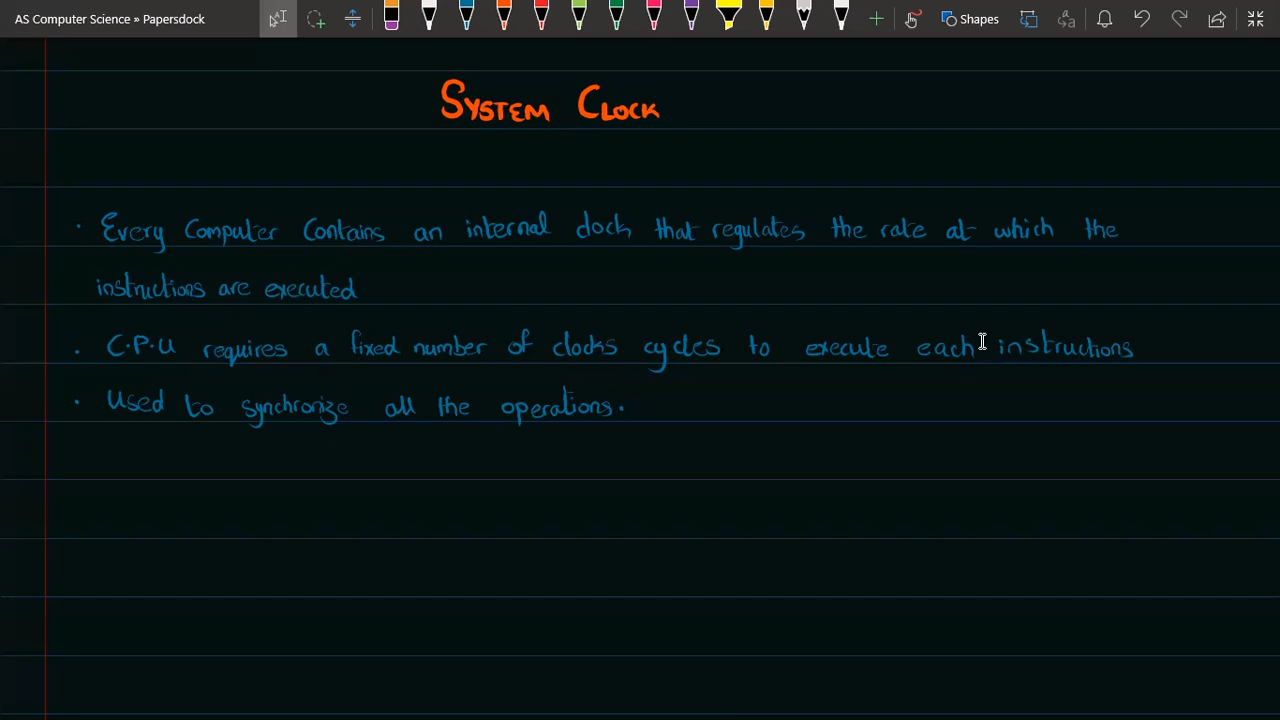 AS Computer Science » Papersdock
Shapes
SYSTEM CLOCK
· Every Computer Contains an internal clock that regulates the rate at which the
instructions are executed
· C.P.U requires a fixed number of clocks cycles to execute each instructions
· Used to synchronize all the operations.